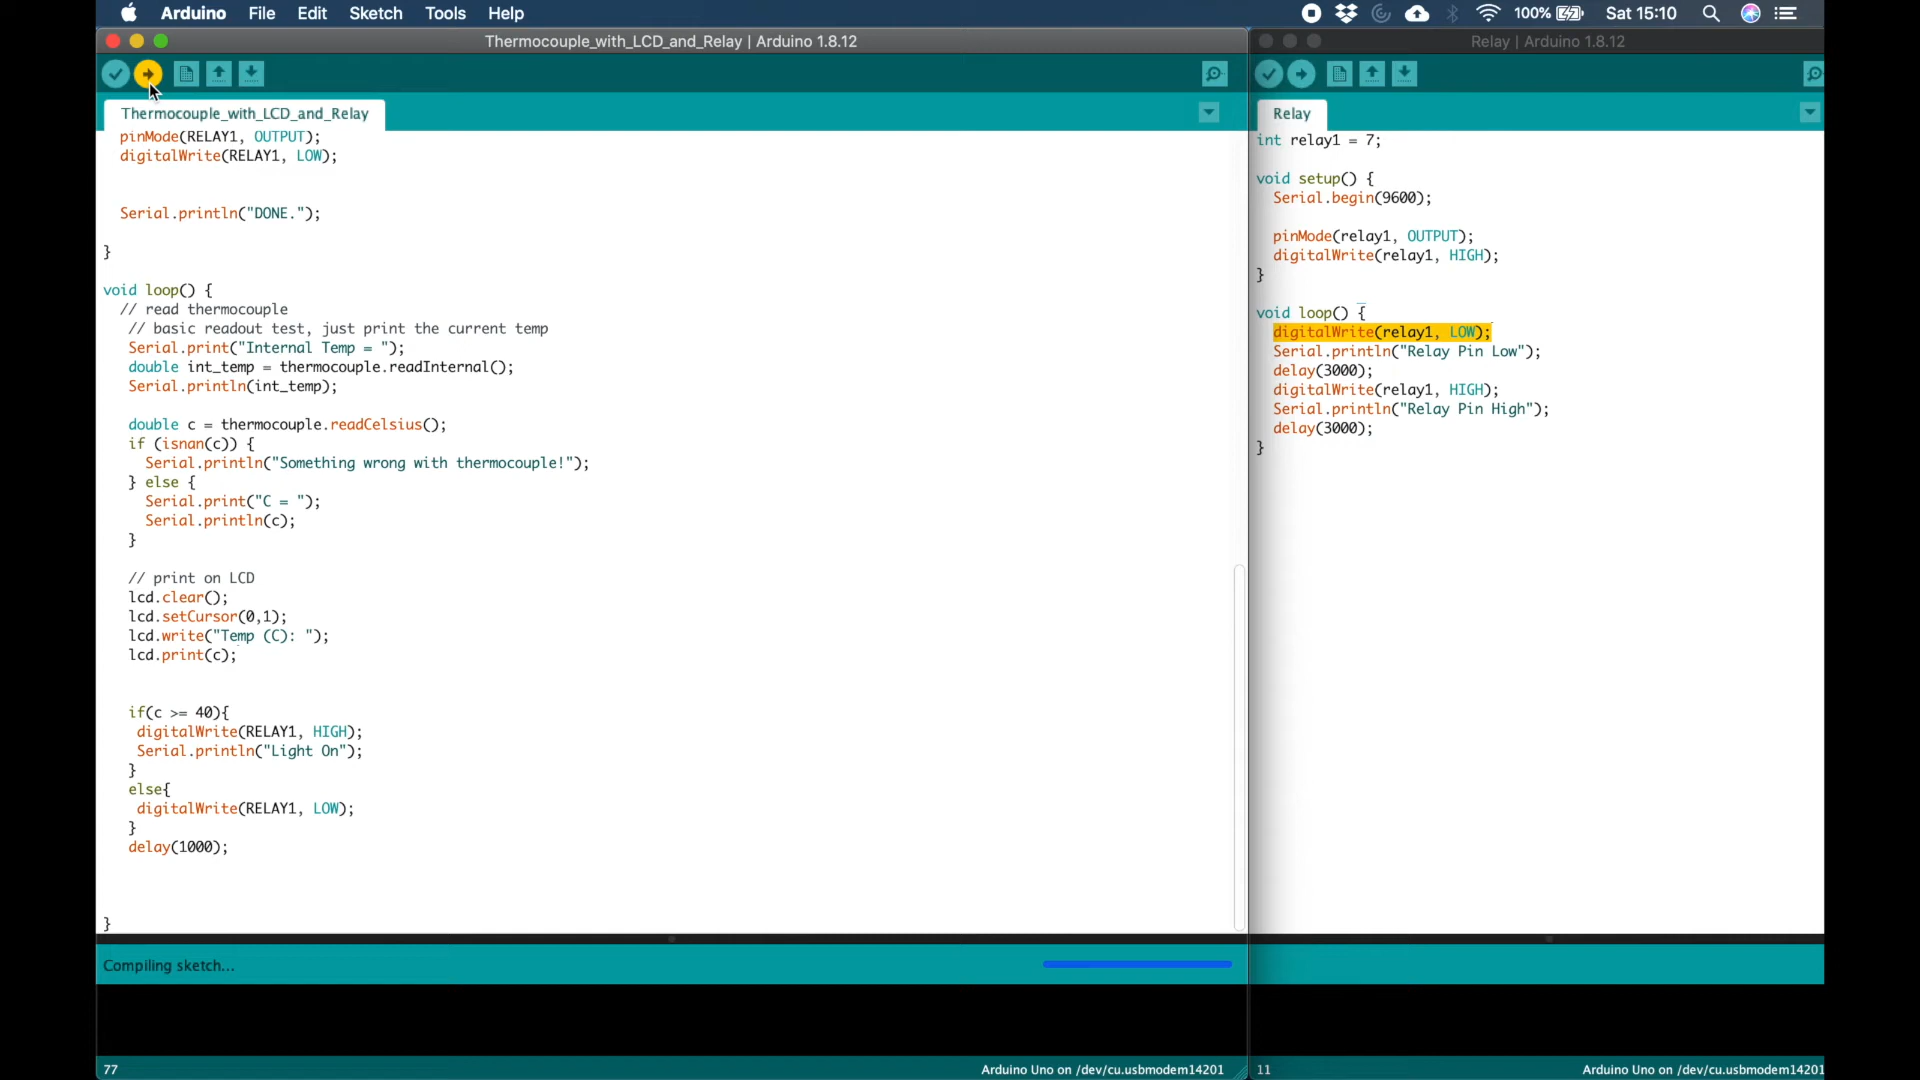 Arduino File Edit Sketch Tools Help 100% Sat 15:10
Thermocouple_with_LCD_and_Relay | Arduino 1.8.12
Thermocouple_with_LCD_and_Relay
pinMode(RELAY1, OUTPUT);
digitalWrite(RELAY1, LOW);
Serial.println("DONE.");
}
void loop() {
// read thermocouple
// basic readout test, just print the current temp
Serial.print("Internal Temp = ");
double int_temp = thermocouple.readInternal();
Serial.println(int_temp);
double c = thermocouple.readCelsius();
if (isnan(c)) {
Serial.println("Something wrong with thermocouple!");
} else {
Serial.print("C = ");
Serial.println(c);
}
// print on LCD
lcd.clear();
lcd.setCursor(0,1);
lcd.write("Temp (C): ");
lcd.print(c);
if(c >= 40){
digitalWrite(RELAY1, HIGH);
Serial.println("Light On");
}
else{
digitalWrite(RELAY1, LOW);
}
delay(1000);
}
Compiling sketch...
77 Arduino Uno on /dev/cu.usbmodem14201
Relay | Arduino 1.8.12
Relay
int relay1 = 7;
void setup() {
Serial.begin(9600);
pinMode(relay1, OUTPUT);
digitalWrite(relay1, HIGH);
}
void loop() {
digitalWrite(relay1, LOW);
Serial.println("Relay Pin Low");
delay(3000);
digitalWrite(relay1, HIGH);
Serial.println("Relay Pin High");
delay(3000);
}
11 Arduino Uno on /dev/cu.usbmodem14201